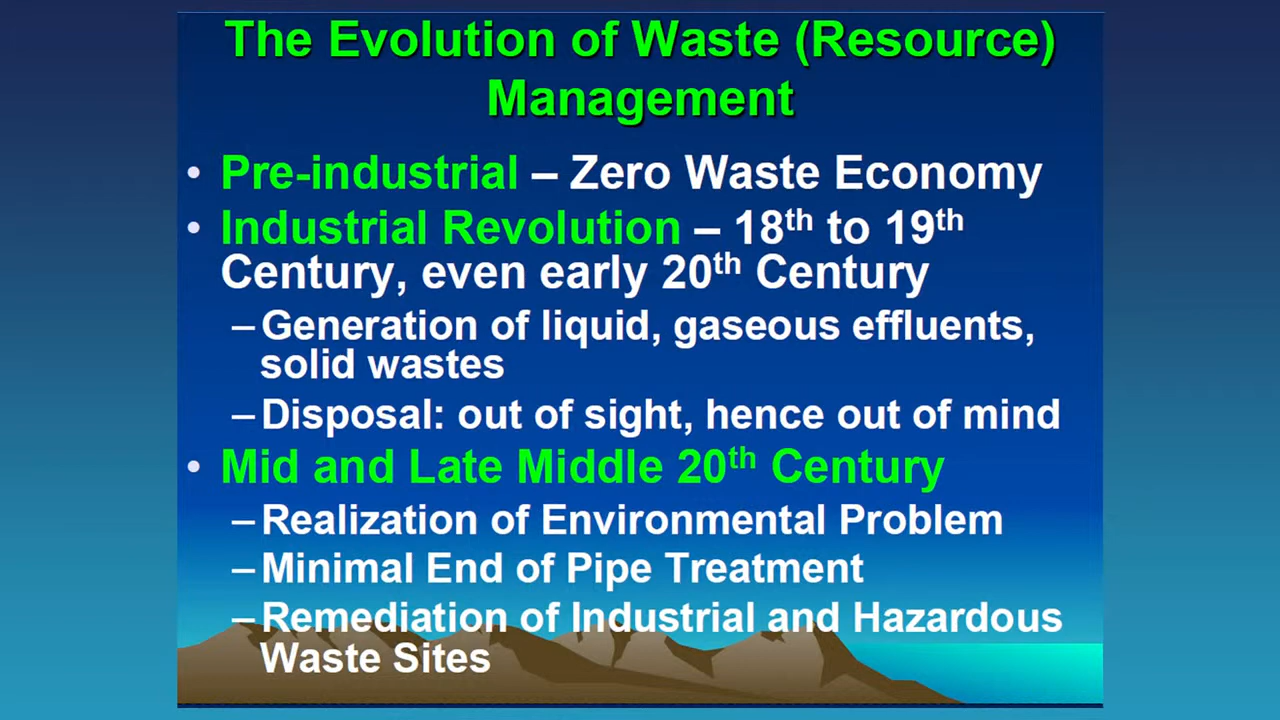 The Evolution of Waste (Resource)
Management
• Pre-industrial – Zero Waste Economy
• Industrial Revolution – 18th to 19th
Century, even early 20th Century
–Generation of liquid, gaseous effluents,
solid wastes
–Disposal: out of sight, hence out of mind
• Mid and Late Middle 20th Century
–Realization of Environmental Problem
–Minimal End of Pipe Treatment
–Remediation of Industrial and Hazardous
Waste Sites